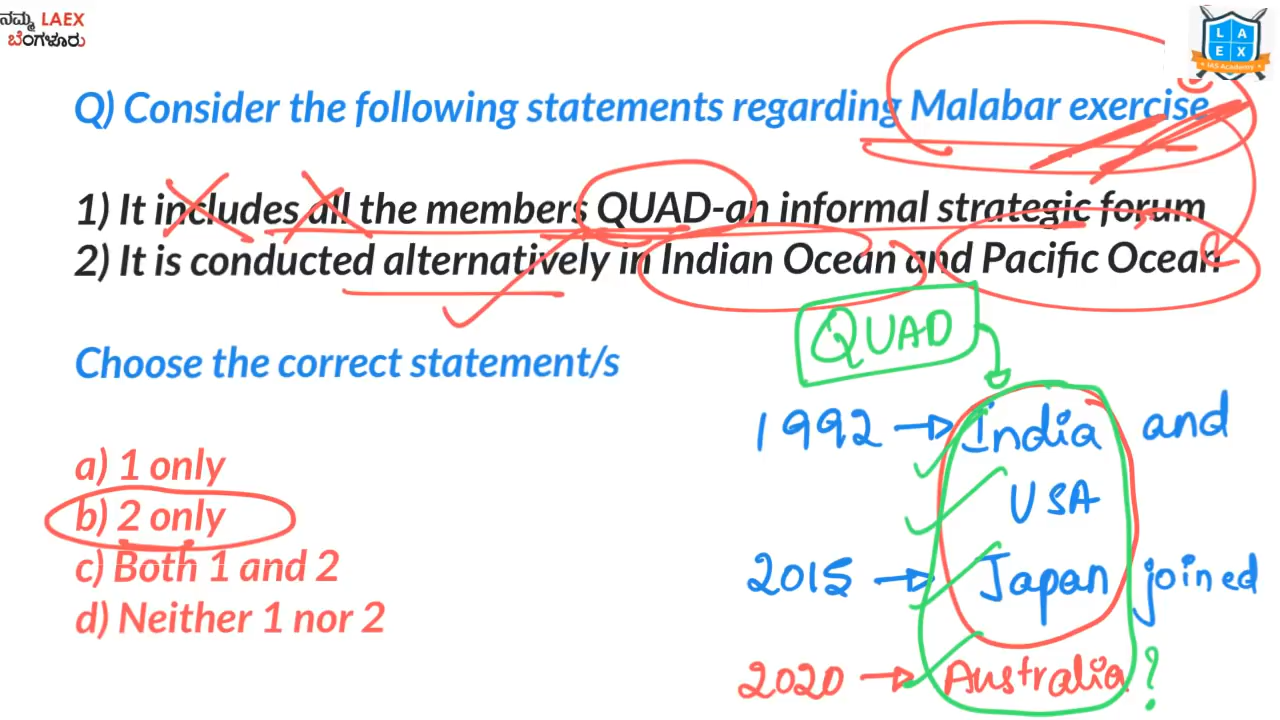 ನಮ್ಮ LAEX
ಬೆಂಗಳೂರು
L A
E X
IAS Academy
Q) Consider the following statements regarding Malabar exercise
1) It includes all the members QUAD-an informal strategic forum
2) It is conducted alternatively in Indian Ocean and Pacific Ocean
Choose the correct statement/s
a) 1 only
b) 2 only
c) Both 1 and 2
d) Neither 1 nor 2
QUAD
1992 → India and
USA
2015 → Japan joined
2020 → Australia ?